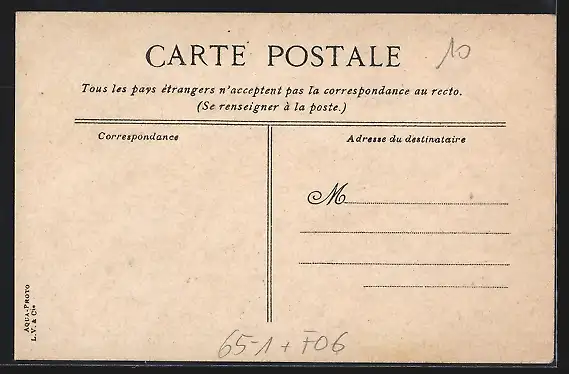 CARTE POSTALE
10
Tous les pays étrangers n'acceptent pas la correspondance au recto.
(Se renseigner à la poste.)
Correspondance
Adresse du destinataire
M
AQUA-PHOTO
L.V. & Cie
65-1 + F06